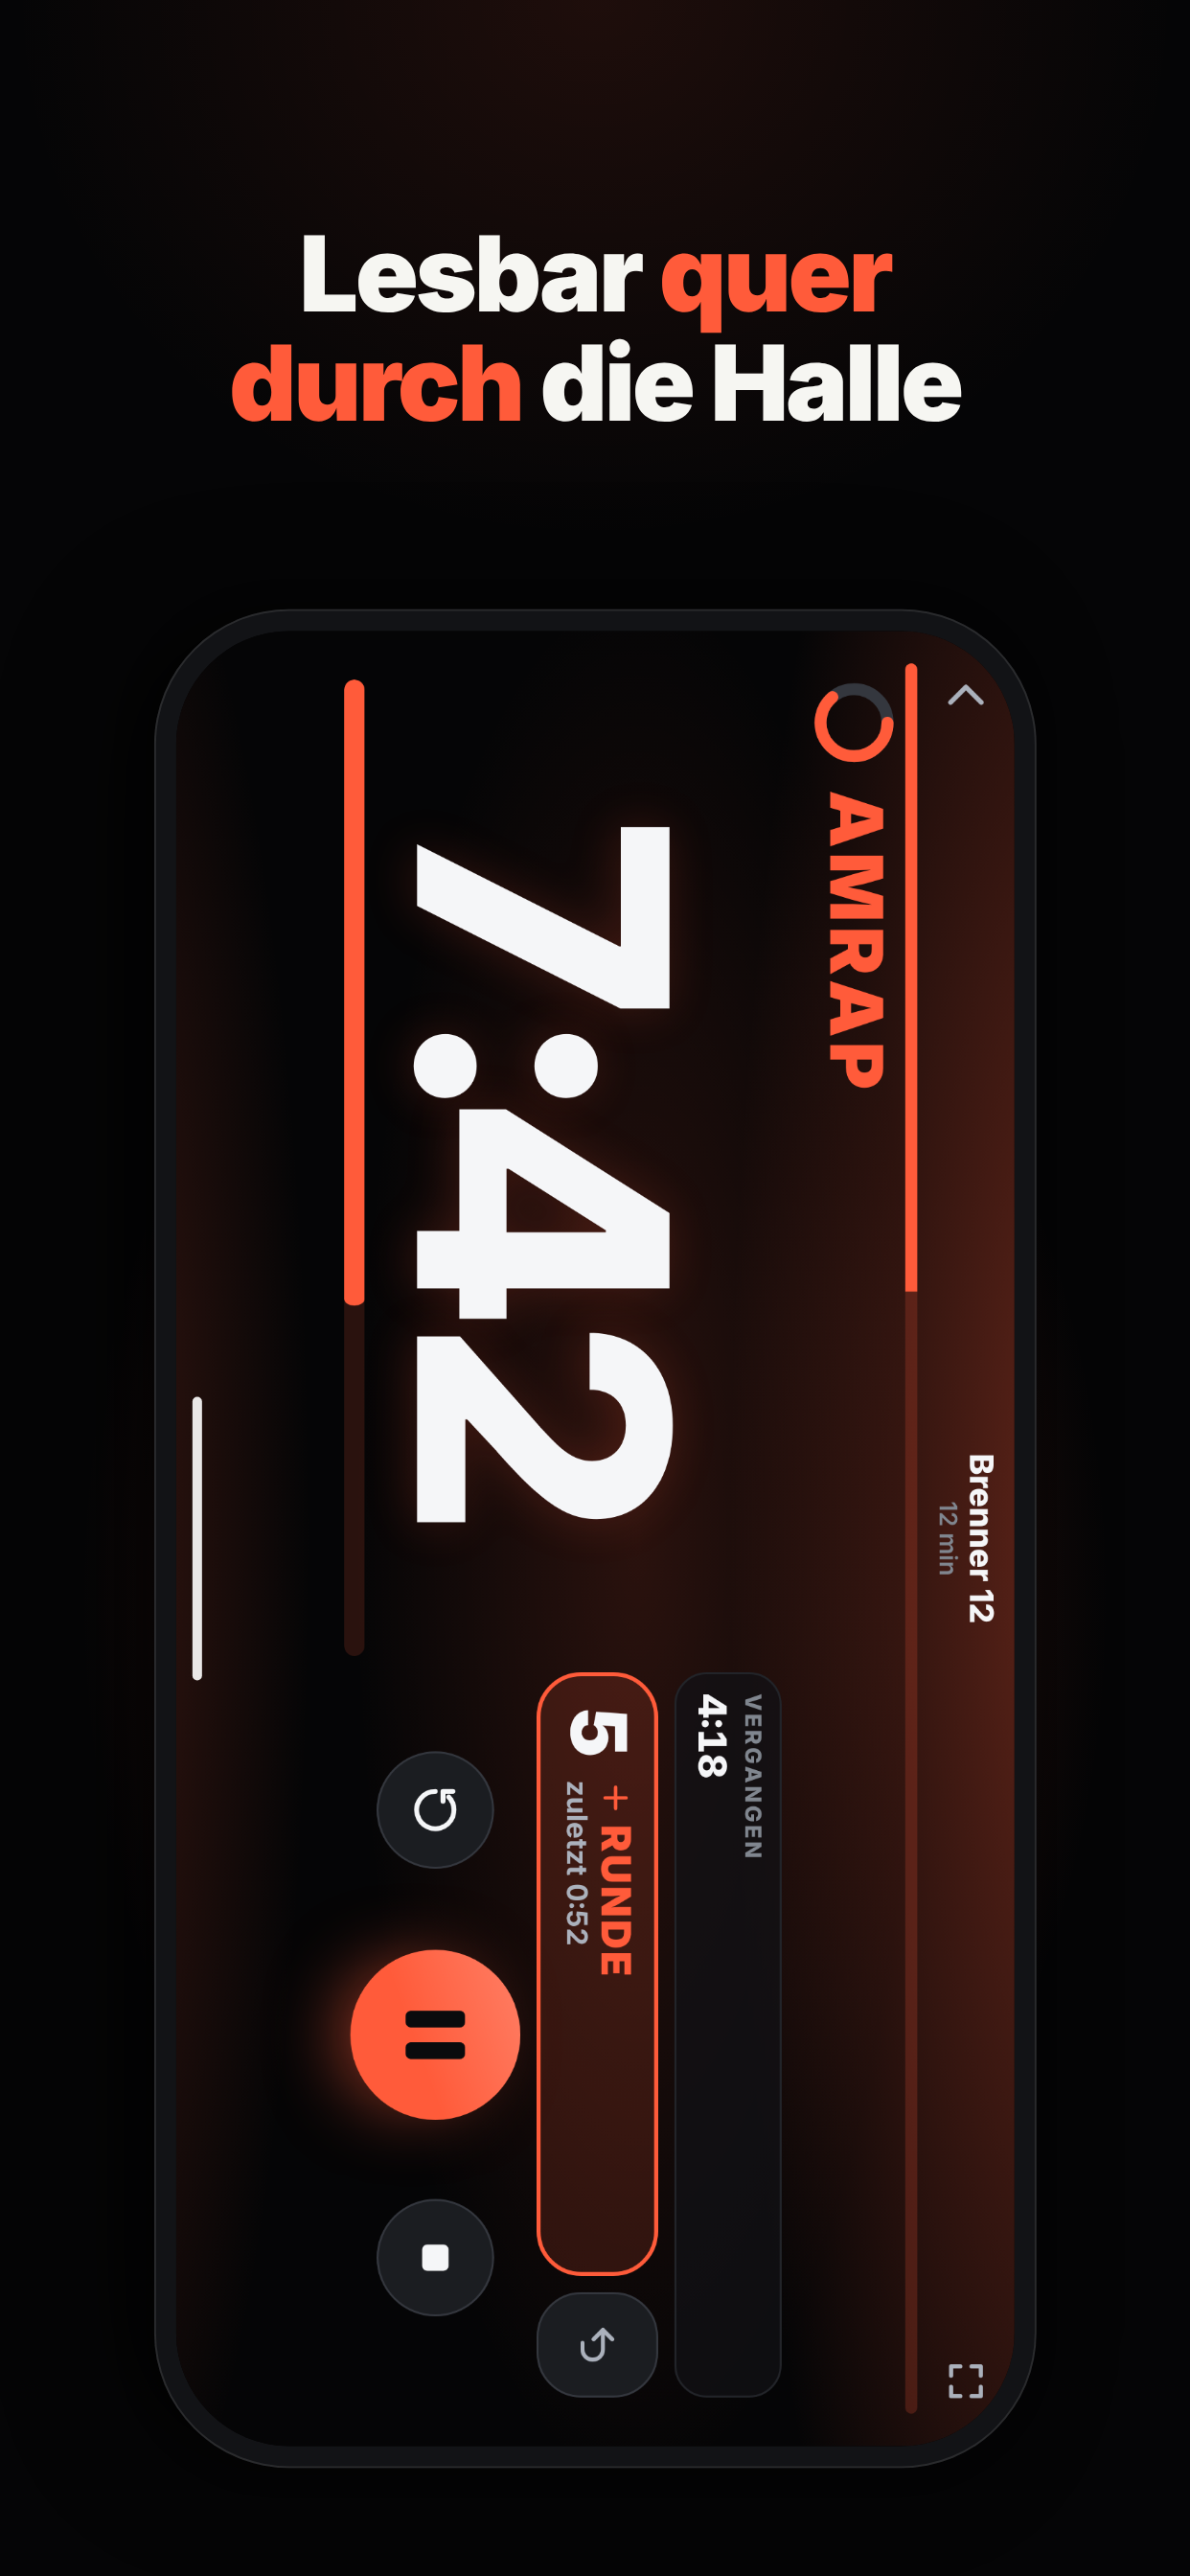 Lesbar quer
durch die Halle
Brenner 12
12 min
AMRAP
7:42
VERGANGEN
4:18
5
+ RUNDE
zuletzt 0:52